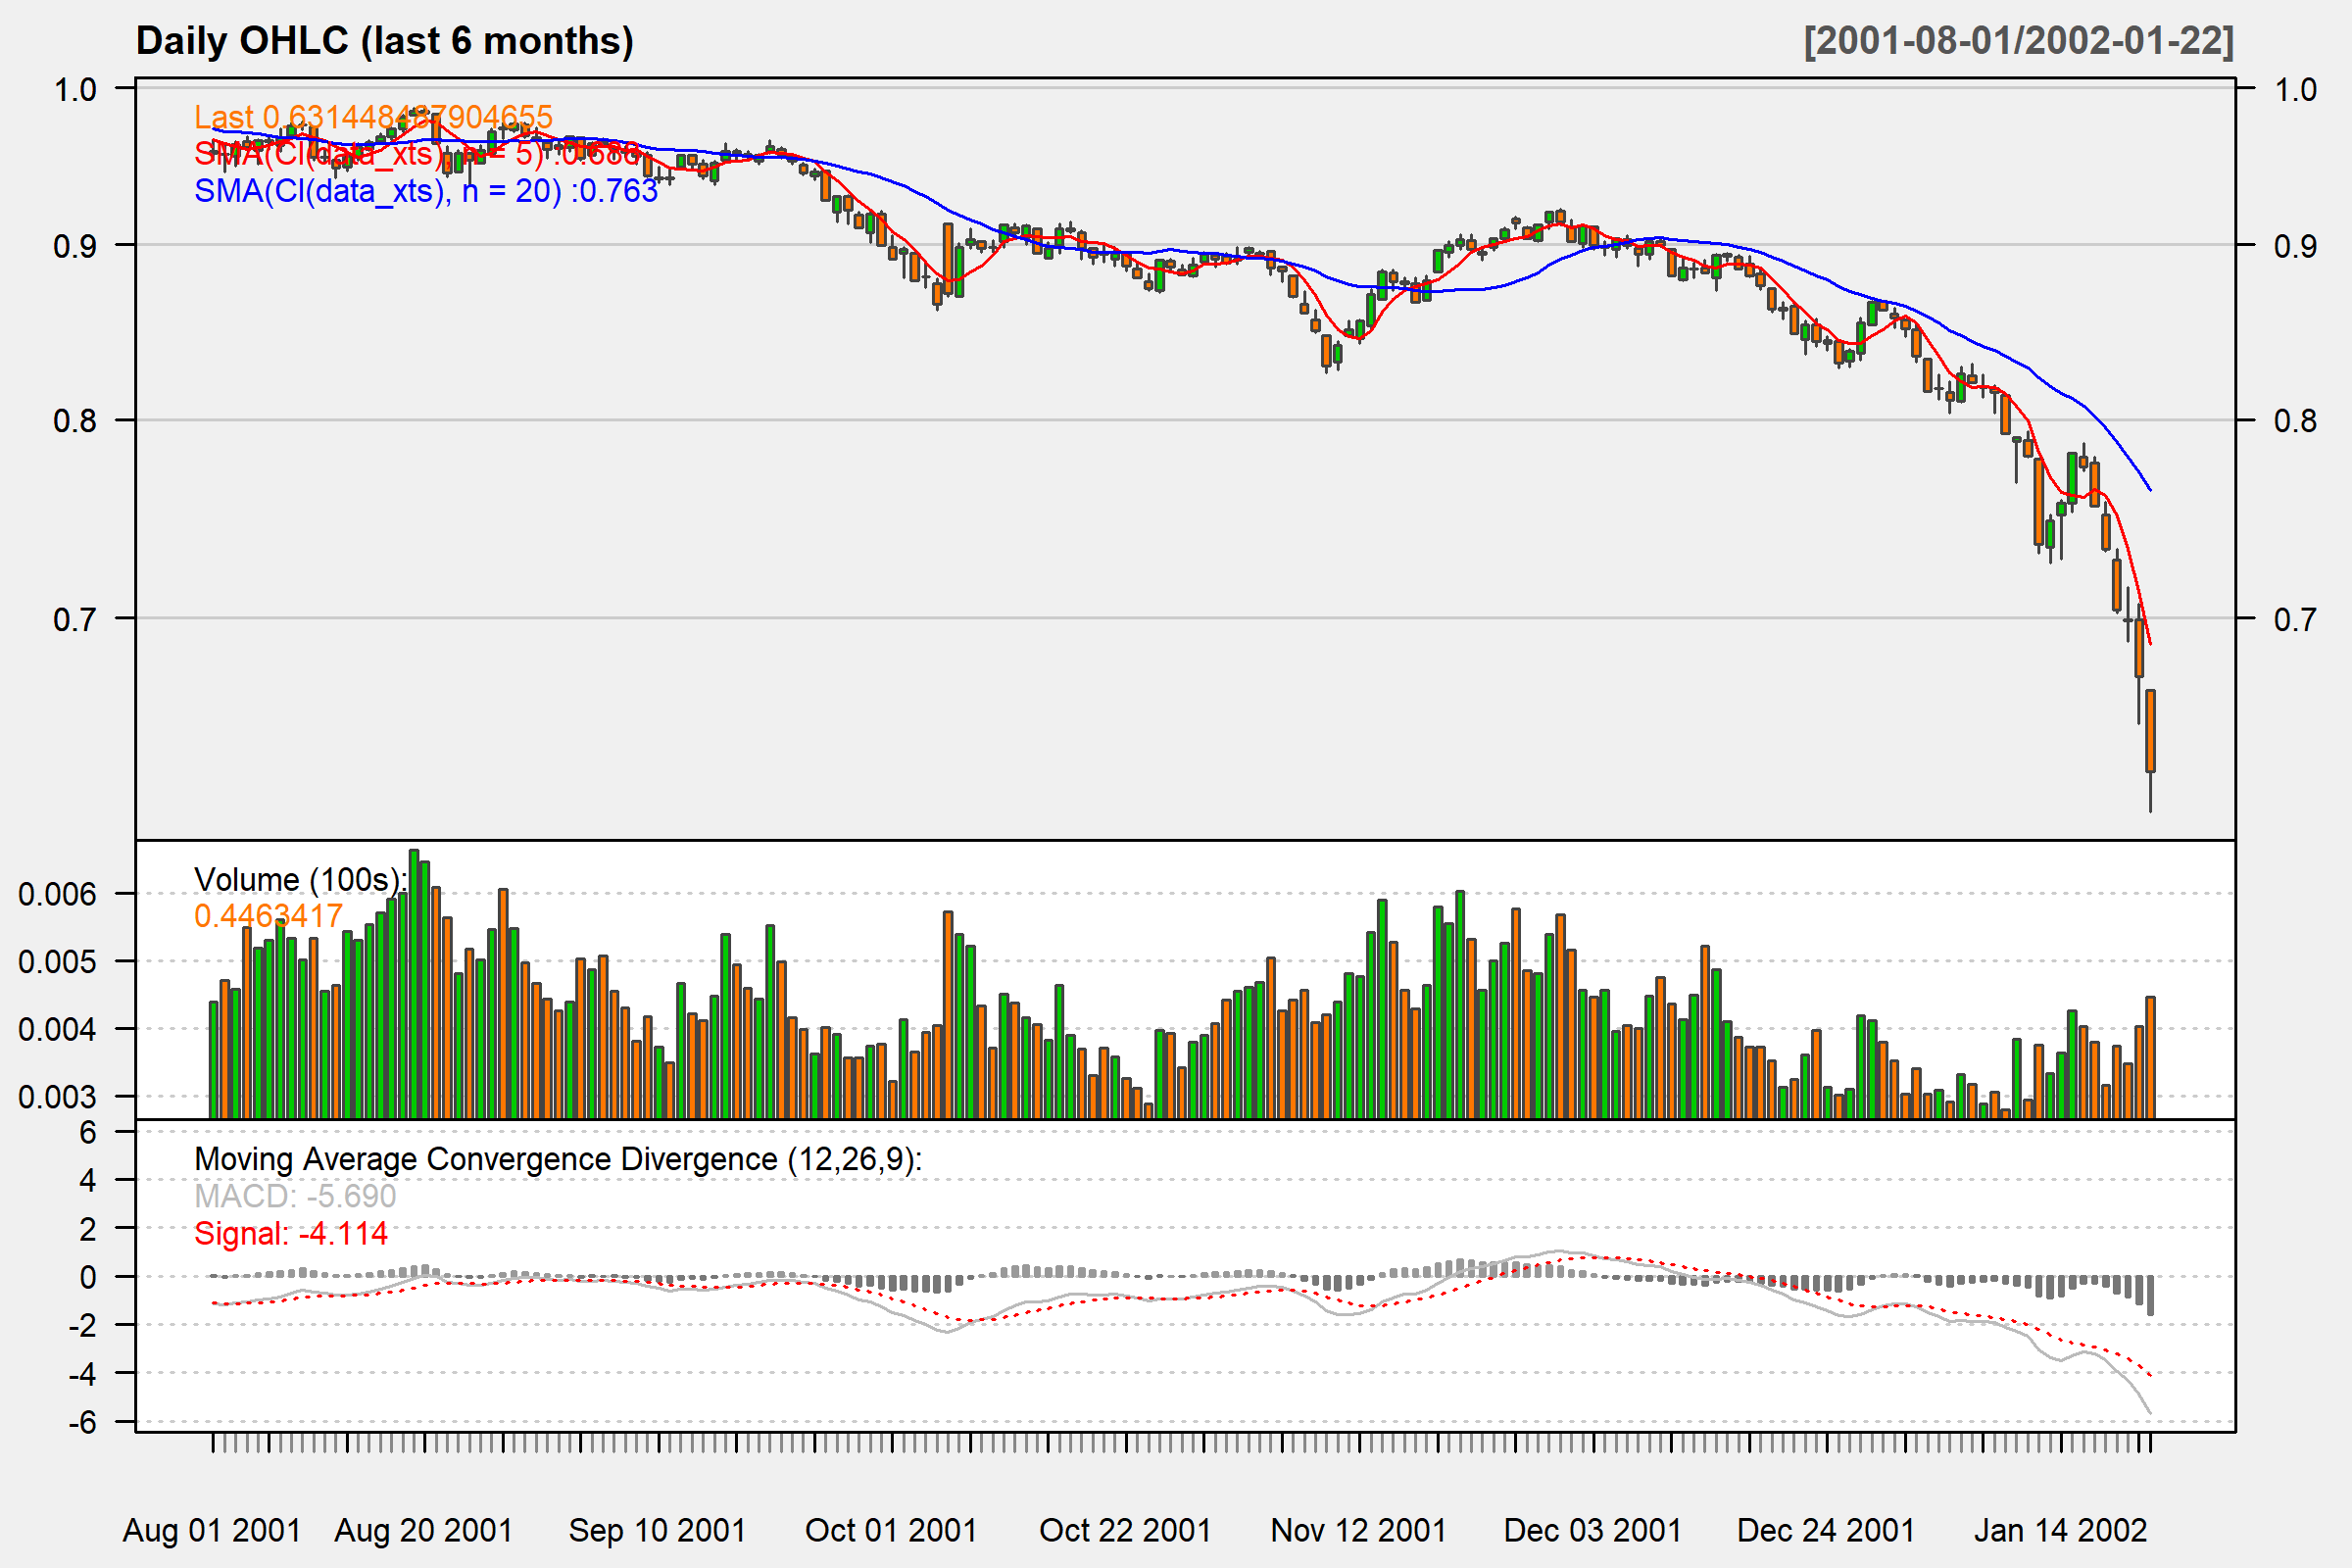 Daily OHLC (last 6 months) [2001-08-01/2002-01-22]
1.0 1.0
Last 0.631448487904655
SMA(Cl(data_xts), n = 5) :0.686
SMA(Cl(data_xts), n = 20) :0.763
0.9 0.9
0.8 0.8
0.7 0.7
Volume (100s):
0.4463417
0.006
0.005
0.004
0.003
Moving Average Convergence Divergence (12,26,9):
MACD: -5.690
Signal: -4.114
6
4
2
0
-2
-4
-6
Aug 01 2001 Aug 20 2001 Sep 10 2001 Oct 01 2001 Oct 22 2001 Nov 12 2001 Dec 03 2001 Dec 24 2001 Jan 14 2002